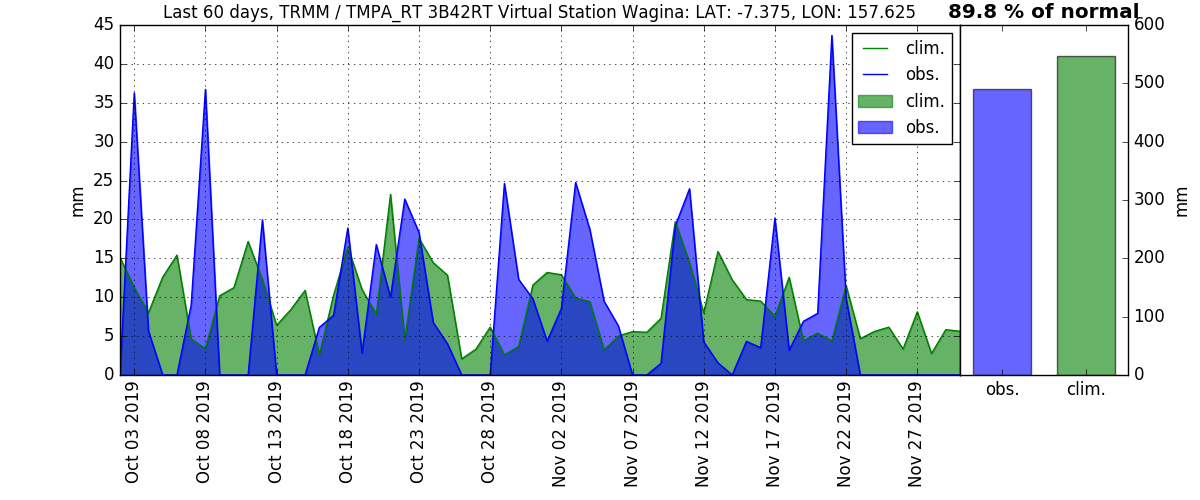 Last 60 days, TRMM / TMPA_RT 3B42RT Virtual Station Wagina: LAT: -7.375, LON: 157.625
89.8 % of normal
45
40
35
30
25
20
15
10
5
0
mm
clim.
obs.
clim.
obs.
600
500
400
300
200
100
0
mm
Oct 03 2019
Oct 08 2019
Oct 13 2019
Oct 18 2019
Oct 23 2019
Oct 28 2019
Nov 02 2019
Nov 07 2019
Nov 12 2019
Nov 17 2019
Nov 22 2019
Nov 27 2019
obs.
clim.